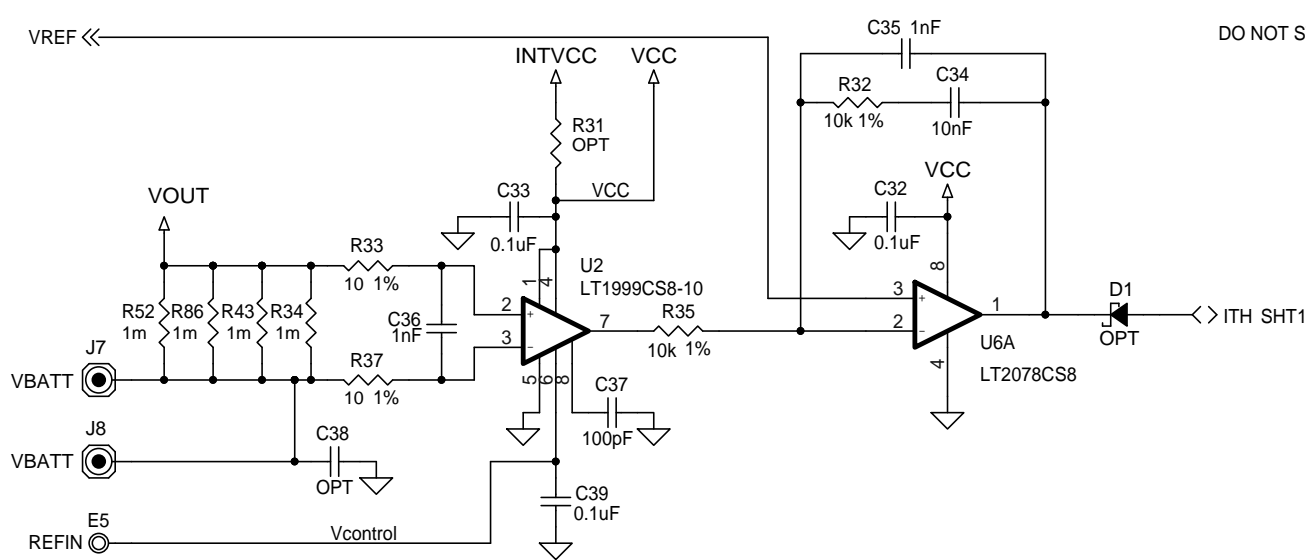 VREF
C35 1nF
DO NOT S
INTVCC
VCC
R32
10k 1%
C34
10nF
R31
OPT
VCC
C33
0.1uF
VCC
C32
0.1uF
VOUT
R33
10 1%
R52
1m
R86
1m
R43
1m
R34
1m
C36
1nF
1
4
U2
LT1999CS8-10
2
+
3
-
7
5
6
8
R35
10k 1%
8
3
+
2
-
1
4
U6A
LT2078CS8
D1
OPT
ITH SHT1
J7
VBATT
R37
10 1%
C37
100pF
J8
VBATT
C38
OPT
C39
0.1uF
E5
REFIN
Vcontrol